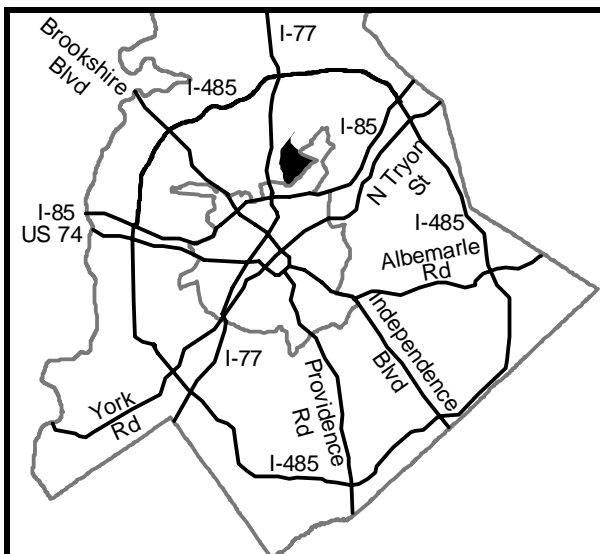 I-77
Brookshire
Blvd
I-485
I-85
N Tryon
St
I-85
US 74
I-485
Albemarle
Rd
Independence
Blvd
I-77
Providence
Rd
York
Rd
I-485